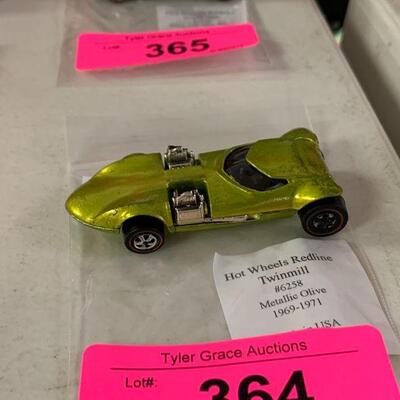 Tyler Grace Auctions
Lot#: 365
Hot Wheels Redline
Twinmill
#6258
Metallic Olive
1969-1971
USA
Tyler Grace Auctions
Lot#: 364